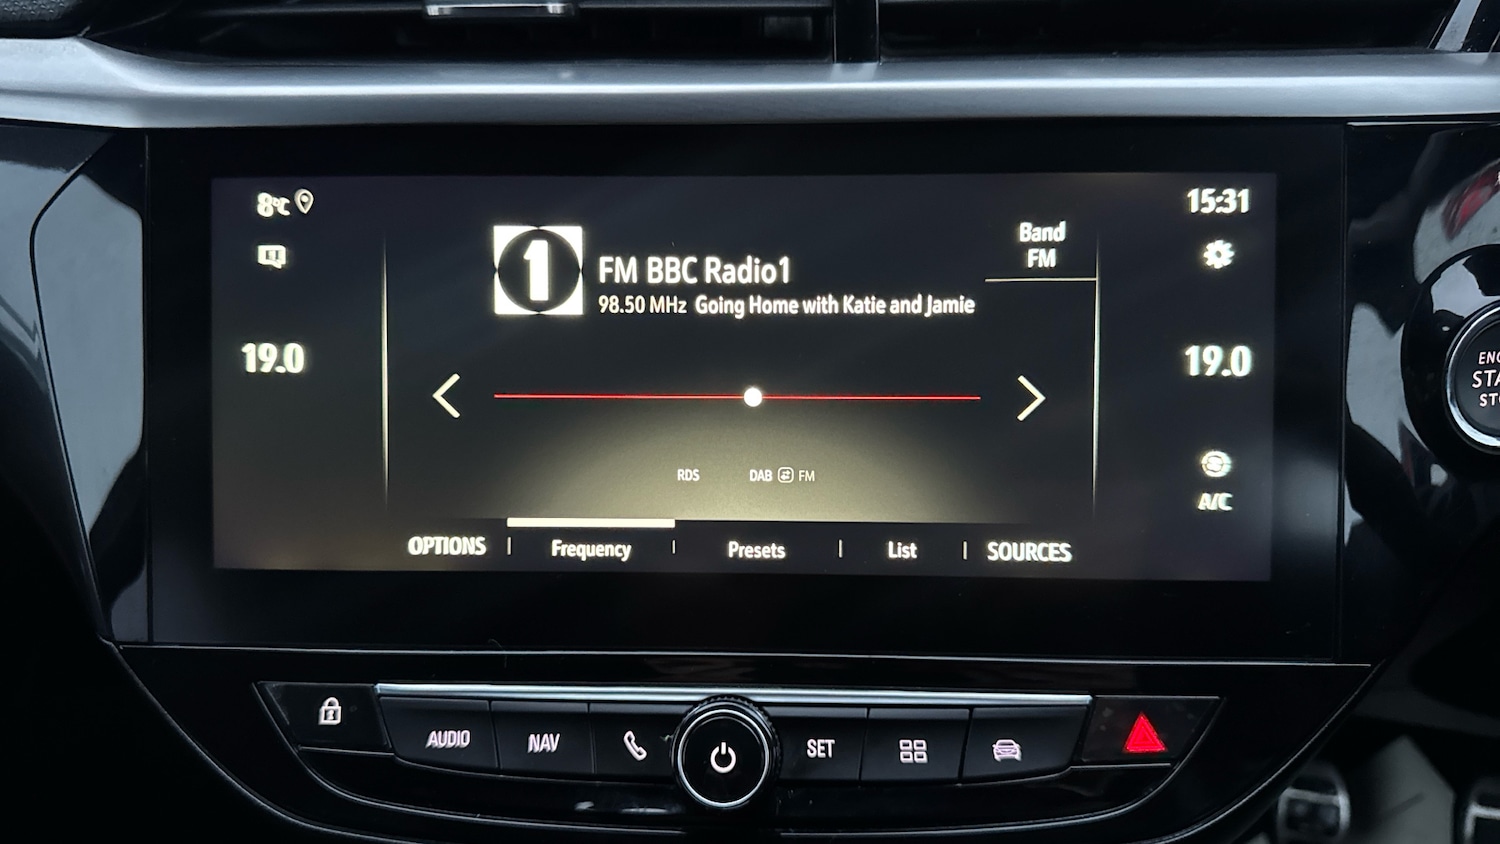 8°C
15:31
1
FM BBC Radio1
98.50 MHz Going Home with Katie and Jamie
Band
FM
19.0
19.0
RDS
DAB FM
A/C
OPTIONS Frequency Presets List SOURCES
AUDIO NAV SET